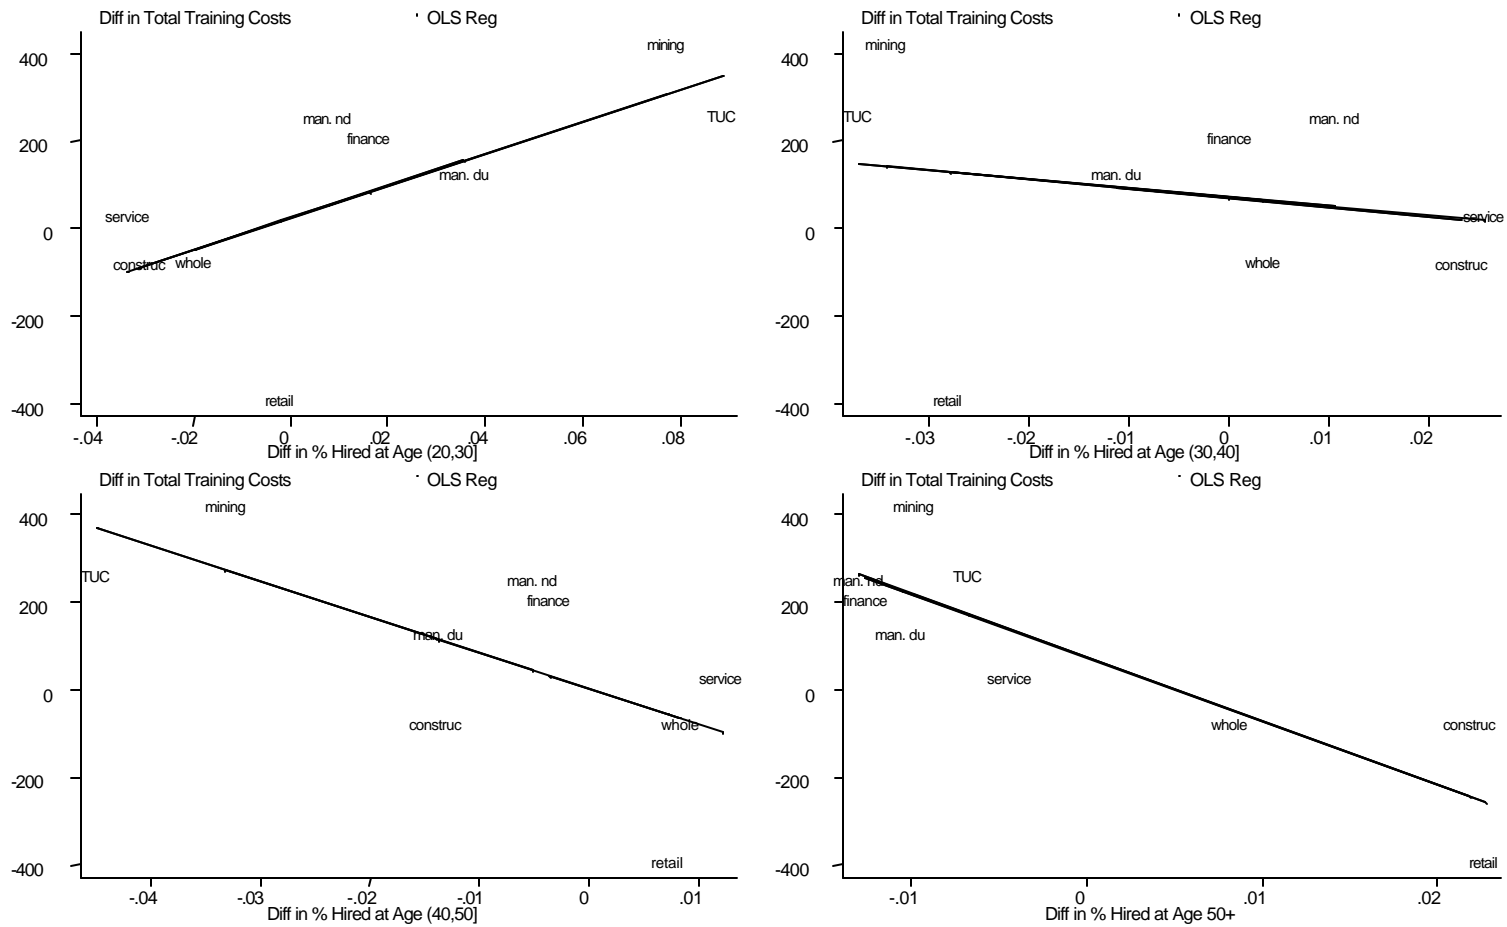 Diff in Total Training Costs ' OLS Reg
mining
400
TUC
man. nd
200
finance
man. du
service
0
construc whole
-200
retail
-400
-.04 -.02 0 .02 .04 .06 .08
Diff in % Hired at Age (20,30]
Diff in Total Training Costs ' OLS Reg
mining
400
TUC
man. nd
200
finance
man. du
service
0
whole
construc
-200
retail
-400
-.03 -.02 -.01 0 .01 .02
Diff in % Hired at Age (30,40]
Diff in Total Training Costs ' OLS Reg
mining
400
TUC
man. nd
200
finance
man. du
service
0
construc
whole
-200
retail
-400
-.04 -.03 -.02 -.01 0 .01
Diff in % Hired at Age (40,50]
Diff in Total Training Costs ' OLS Reg
mining
400
TUC
man. nd
200
finance
man. du
service
0
whole
construc
-200
retail
-400
-.01 0 .01 .02
Diff in % Hired at Age 50+